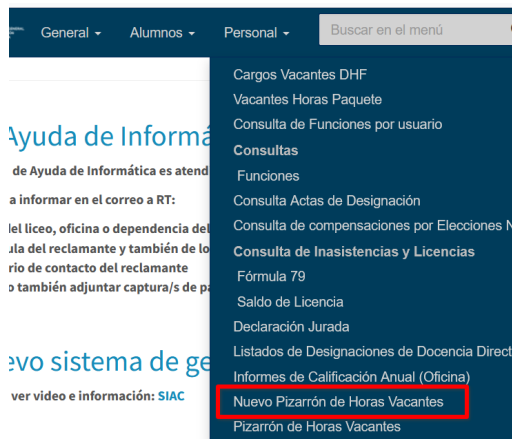 General
Alumnos
Personal
Buscar en el menú
Cargos Vacantes DHF
Vacantes Horas Paquete
Consulta de Funciones por usuario
Consultas
Funciones
Consulta Actas de Designación
Consulta de compensaciones por Elecciones N
Consulta de Inasistencias y Licencias
Fórmula 79
Saldo de Licencia
Declaración Jurada
Listados de Designaciones de Docencia Direct
Informes de Calificación Anual (Oficina)
Nuevo Pizarrón de Horas Vacantes
Pizarrón de Horas Vacantes
Ayuda de Informá
de Ayuda de Informática es atend
a informar en el correo a RT:
del liceo, oficina o dependencia del
ula del reclamante y también de lo
rio de contacto del reclamante
o también adjuntar captura/s de pa
evo sistema de ge
ver video e información: SIAC